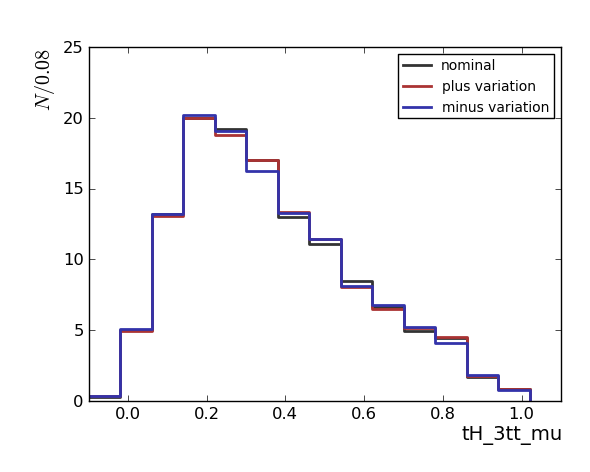 N/0.08
25
20
15
10
5
0
0.0 0.2 0.4 0.6 0.8 1.0
tH_3tt_mu
nominal
plus variation
minus variation